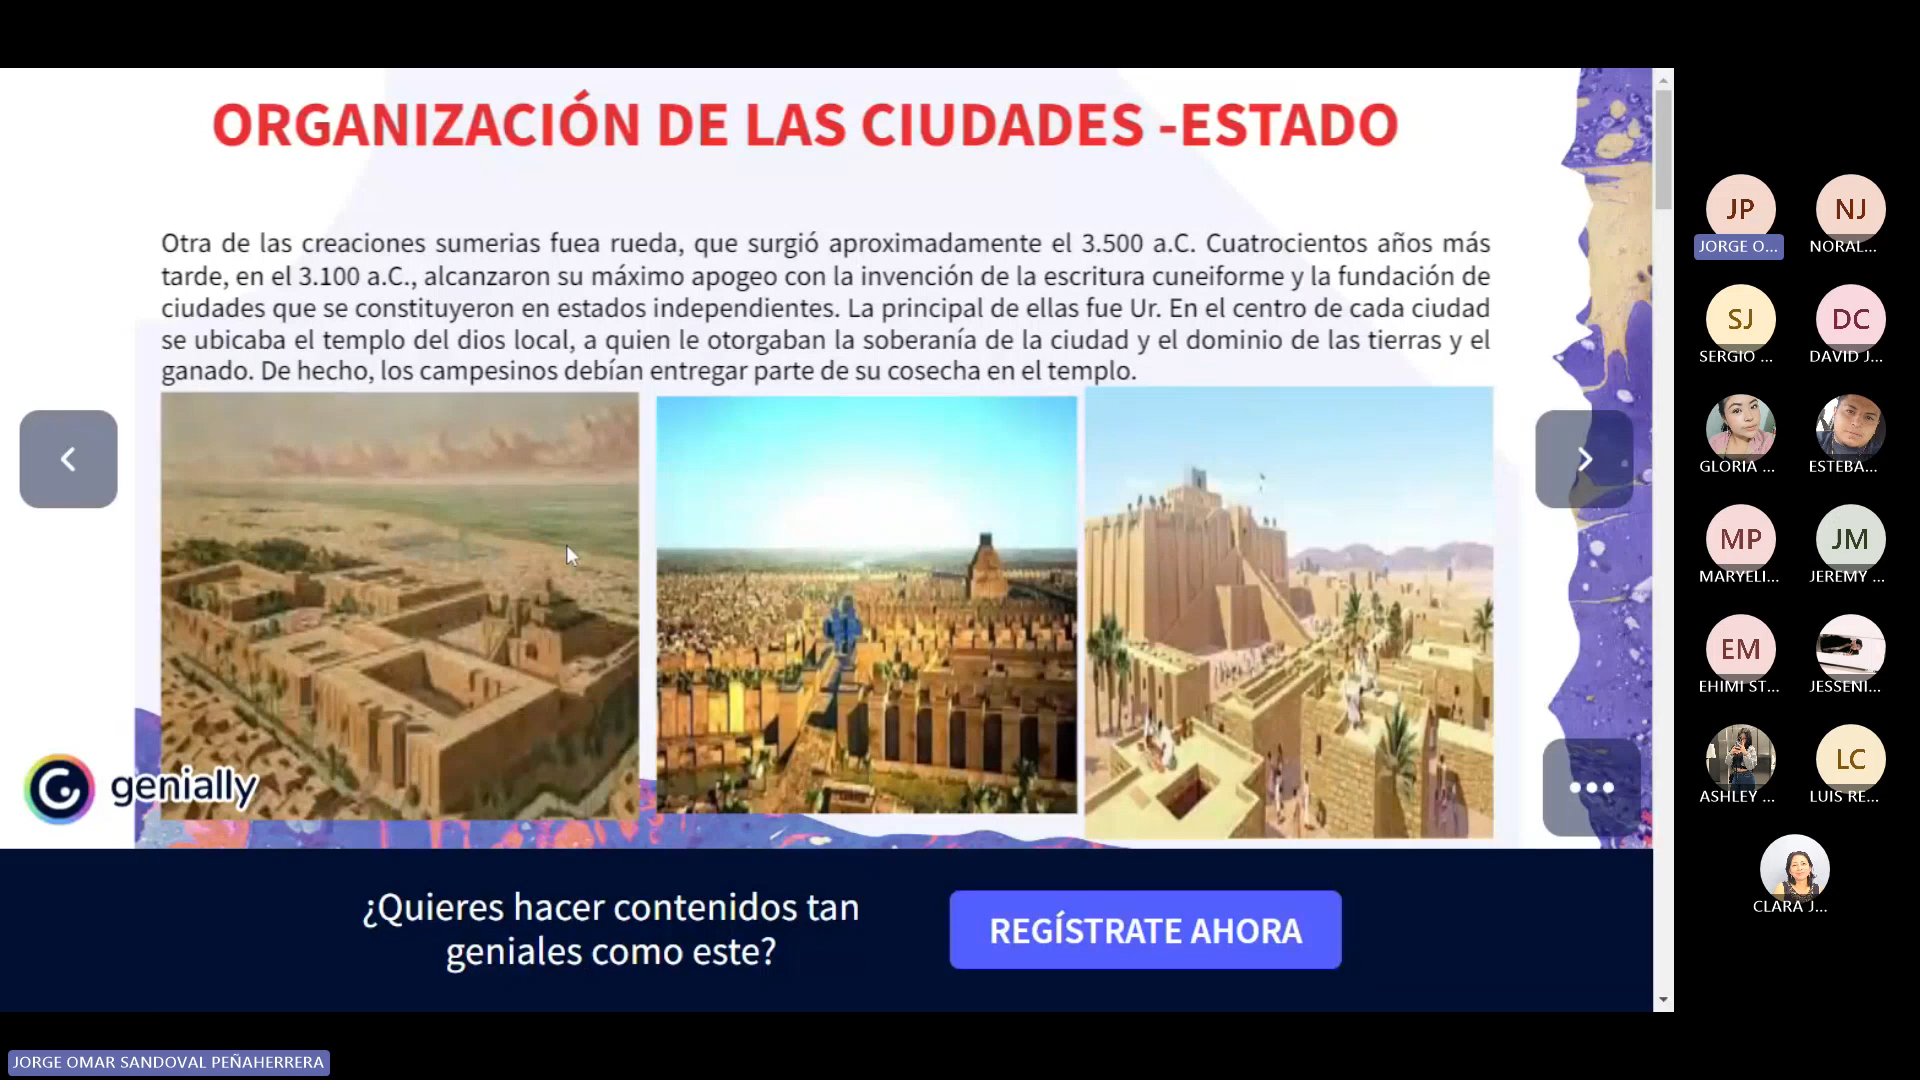 ORGANIZACIÓN DE LAS CIUDADES -ESTADO
Otra de las creaciones sumerias fuea rueda, que surgió aproximadamente el 3.500 a.C. Cuatrocientos años más
tarde, en el 3.100 a.C., alcanzaron su máximo apogeo con la invención de la escritura cuneiforme y la fundación de
ciudades que se constituyeron en estados independientes. La principal de ellas fue Ur. En el centro de cada ciudad
se ubicaba el templo del dios local, a quien le otorgaban la soberanía de la ciudad y el dominio de las tierras y el
ganado. De hecho, los campesinos debían entregar parte de su cosecha en el templo.
genially
¿Quieres hacer contenidos tan
geniales como este?
REGÍSTRATE AHORA
JP
NJ
JORGE O...
NORAL...
SJ
DC
SERGIO ...
DAVID J...
GLORIA ...
ESTEBA...
MP
JM
MARYELI...
JEREMY ...
EM
EHIMI ST...
JESSENI...
LC
ASHLEY ...
LUIS RE...
CLARA J...
JORGE OMAR SANDOVAL PEÑAHERRERA